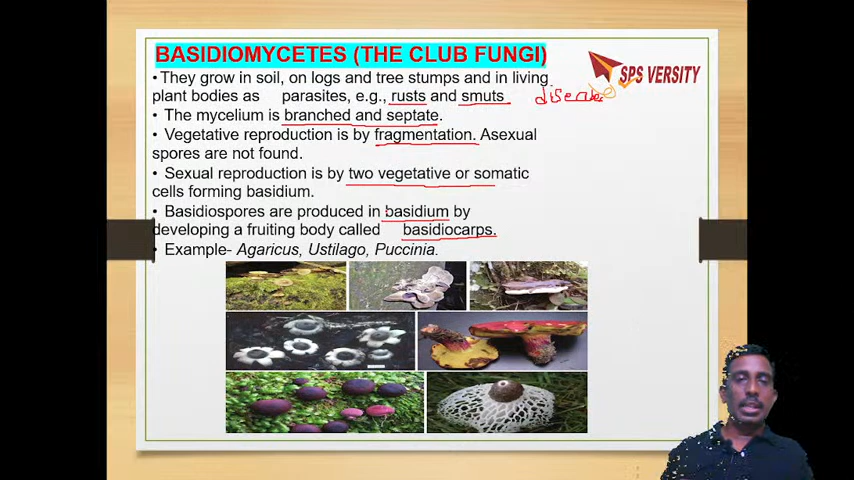 BASIDIOMYCETES (THE CLUB FUNGI)
SPS VERSITY
•They grow in soil, on logs and tree stumps and in living
plant bodies as parasites, e.g., rusts and smuts
• The mycelium is branched and septate.
• Vegetative reproduction is by fragmentation. Asexual
spores are not found.
• Sexual reproduction is by two vegetative or somatic
cells forming basidium.
• Basidiospores are produced in basidium by
developing a fruiting body called basidiocarps.
• Example- Agaricus, Ustilago, Puccinia.